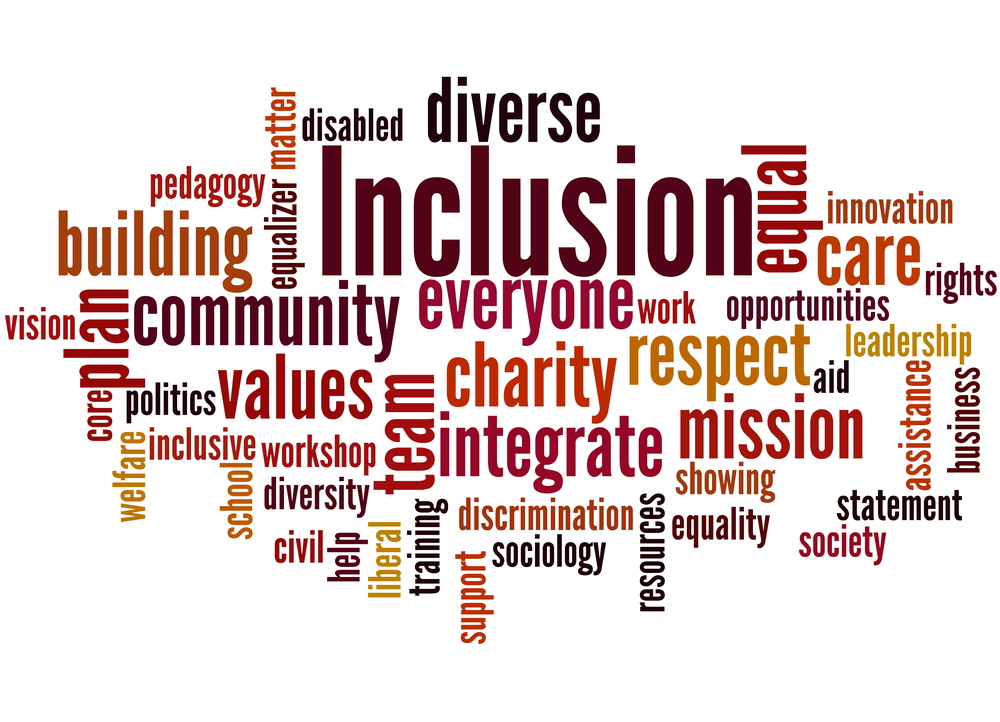 diverse
matter
disabled
Inclusion
equal
pedagogy
equalizer
innovation
building
care
rights
everyone
community
work
opportunities
vision
plan
respect
leadership
charity
values
aid
core
politics
team
mission
assistance
business
integrate
welfare
inclusive
workshop
school
showing
diversity
statement
discrimination
training
resources
equality
society
civil
help
liberal
sociology
support